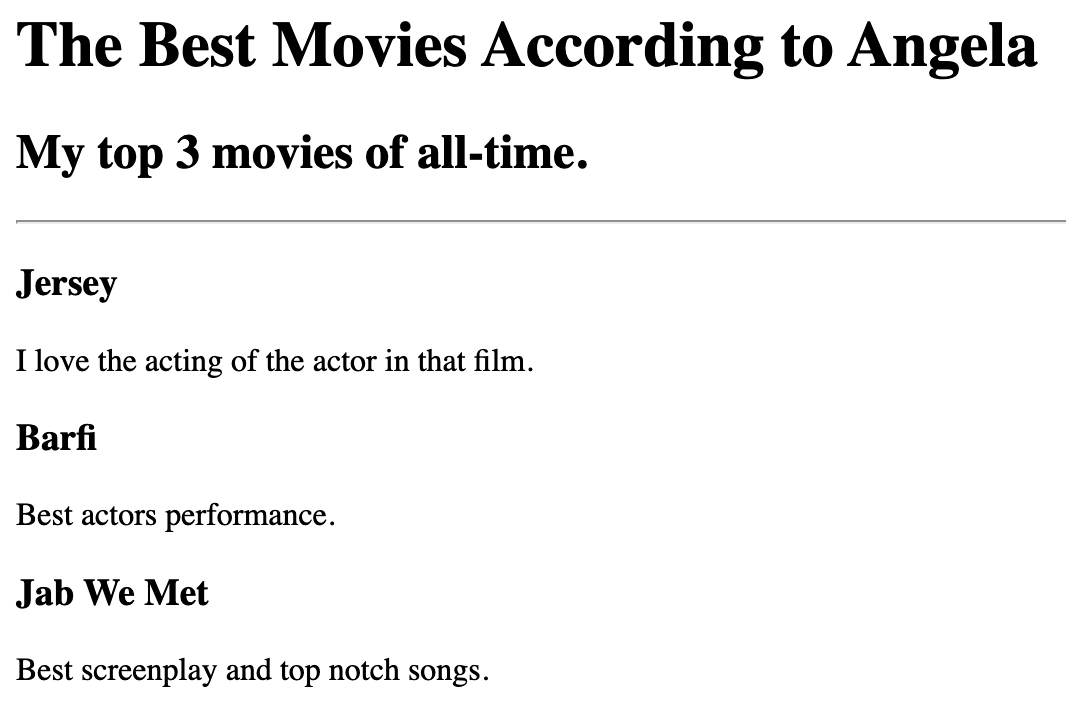 The Best Movies According to Angela
My top 3 movies of all-time.
Jersey
I love the acting of the actor in that film.
Barfi
Best actors performance.
Jab We Met
Best screenplay and top notch songs.